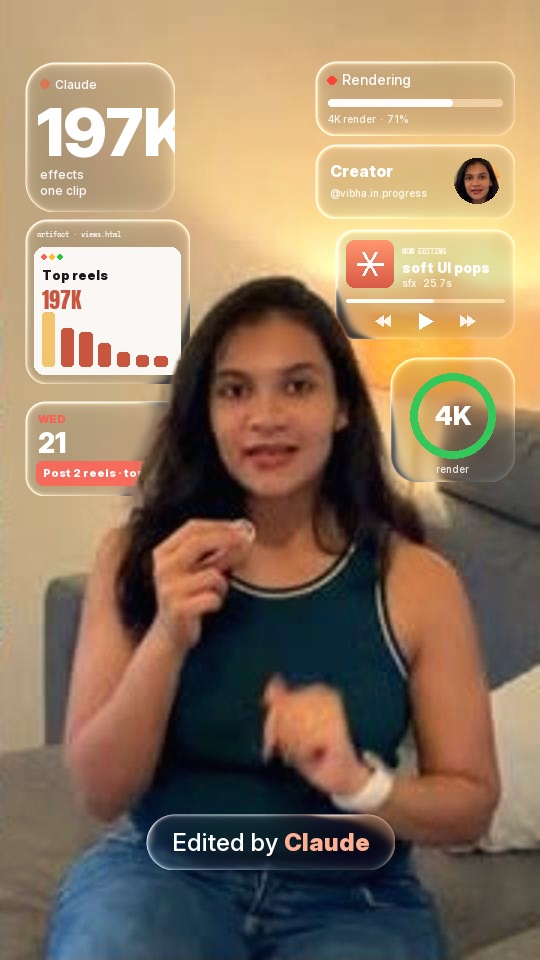 Claude
197K
effects
one clip
artifact · views.html
Top reels
197K
WED
21
Post 2 reels ·
Rendering
4K render · 71%
Creator
@vibha.in.progress
NOW EDITING
soft UI pops
sfx · 25.7s
4K
render
Edited by Claude